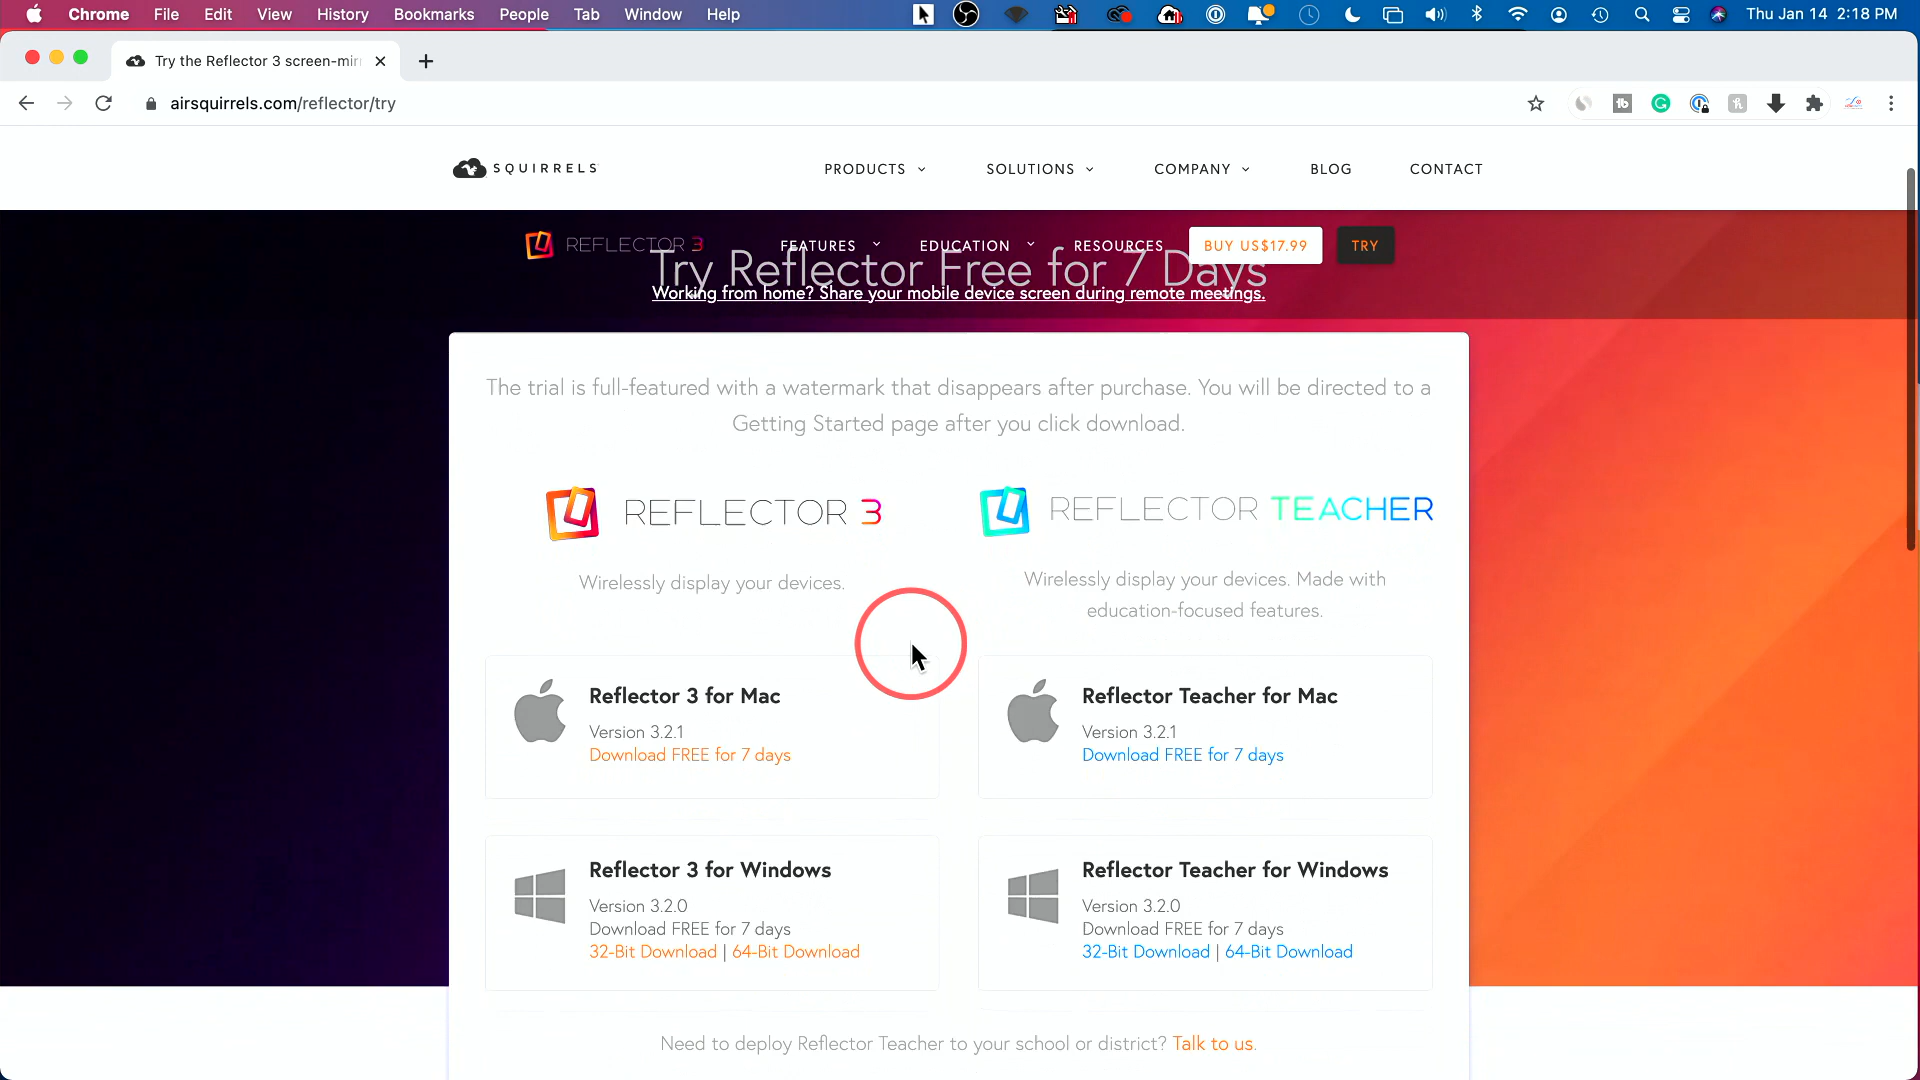 Chrome File Edit View History Bookmarks People Tab Window Help Thu Jan 14 2:18 PM
Try the Reflector 3 screen-mir
airsquirrels.com/reflector/try
SQUIRRELS PRODUCTS SOLUTIONS COMPANY BLOG CONTACT
REFLECTOR 3 FEATURES EDUCATION RESOURCES BUY US$17.99 TRY
Try Reflector Free for 7 Days
Working from home? Share your mobile device screen during remote meetings.
The trial is full-featured with a watermark that disappears after purchase. You will be directed to a
Getting Started page after you click download.
REFLECTOR 3
Wirelessly display your devices.
REFLECTOR TEACHER
Wirelessly display your devices. Made with
education-focused features.
Reflector 3 for Mac
Version 3.2.1
Download FREE for 7 days
Reflector Teacher for Mac
Version 3.2.1
Download FREE for 7 days
Reflector 3 for Windows
Version 3.2.0
Download FREE for 7 days
32-Bit Download | 64-Bit Download
Reflector Teacher for Windows
Version 3.2.0
Download FREE for 7 days
32-Bit Download | 64-Bit Download
Need to deploy Reflector Teacher to your school or district? Talk to us.